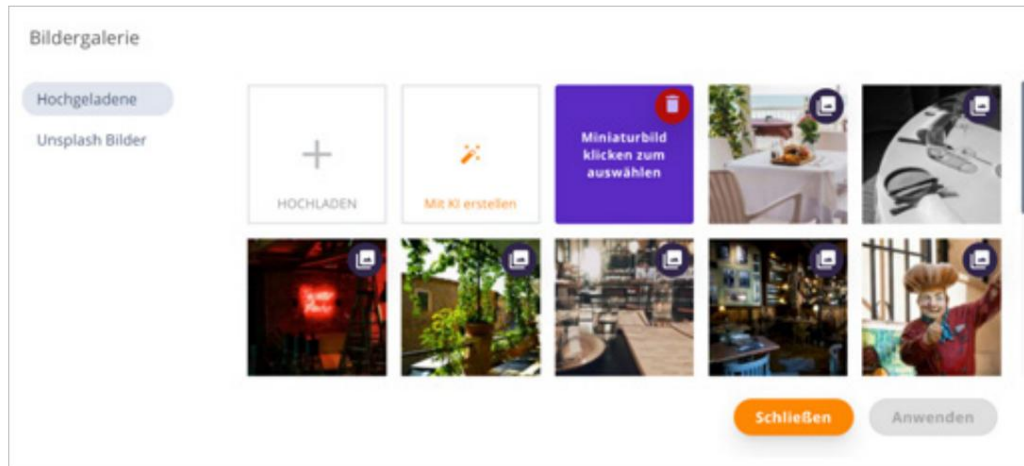 Bildergalerie
Hochgeladene
Unsplash Bilder
HOCHLADEN
Mit KI erstellen
Miniaturbild
klicken zum
auswählen
Schließen
Anwenden